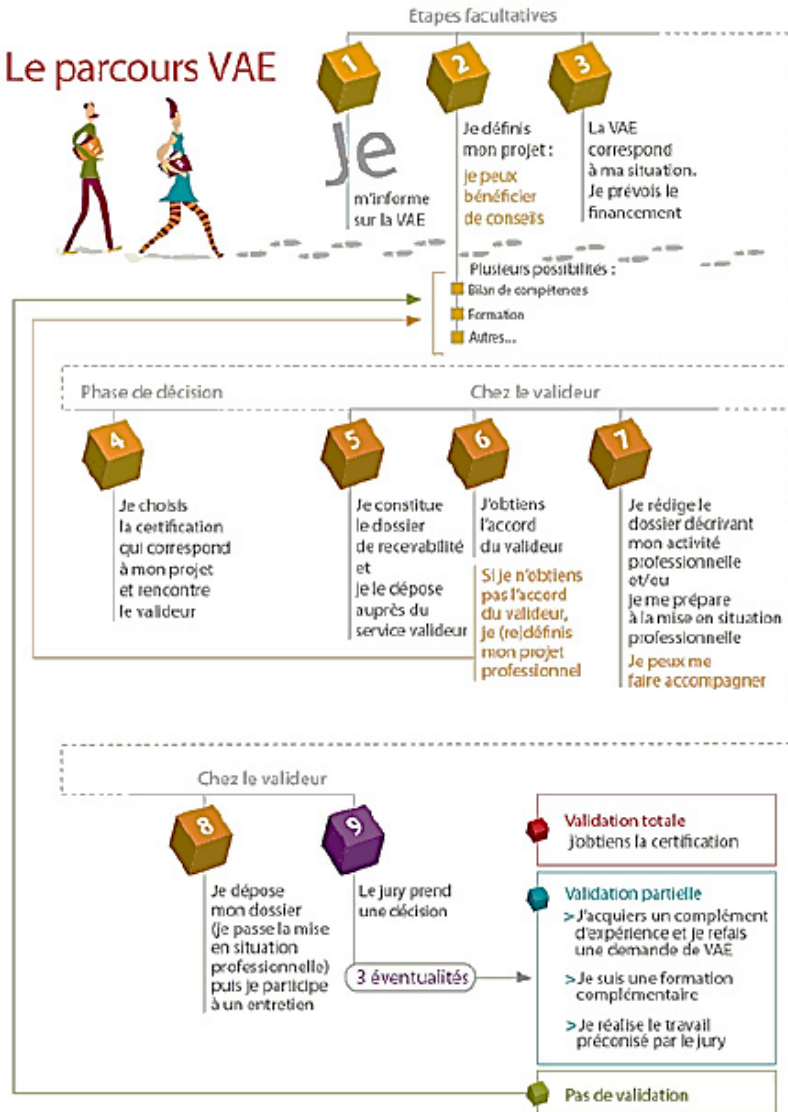 Étapes facultatives
Le parcours VAE
1
2
3
Je
m'informe
sur la VAE
Je définis
mon projet :
je peux
bénéficier
de conseils
La VAE
correspond
à ma situation.
Je prévois le
financement
Plusieurs possibilités :
Bilan de compétences
Formation
Autres...
Phase de décision
Chez le valideur
4
5
6
7
Je choisis
la certification
qui correspond
à mon projet
et rencontre
le valideur
Je constitue
le dossier
de recevabilité
et
je le dépose
auprès du
service valideur
J'obtiens
l'accord
du valideur
Si je n'obtiens
pas l'accord
du valideur,
je (re)définis
mon projet
professionnel
Je rédige le
dossier décrivant
mon activité
professionnelle
et/ou
je me prépare
à la mise en situation
professionnelle
Je peux me
faire accompagner
Chez le valideur
8
9
Je dépose
mon dossier
(je passe la mise
en situation
professionnelle)
puis je participe
à un entretien
Le jury prend
une décision
3 éventualités
Validation totale
j'obtiens la certification
Validation partielle
> J'acquiers un complément
d'expérience et je refais
une demande de VAE
> Je suis une formation
complémentaire
> Je réalise le travail
préconisé par le jury
Pas de validation